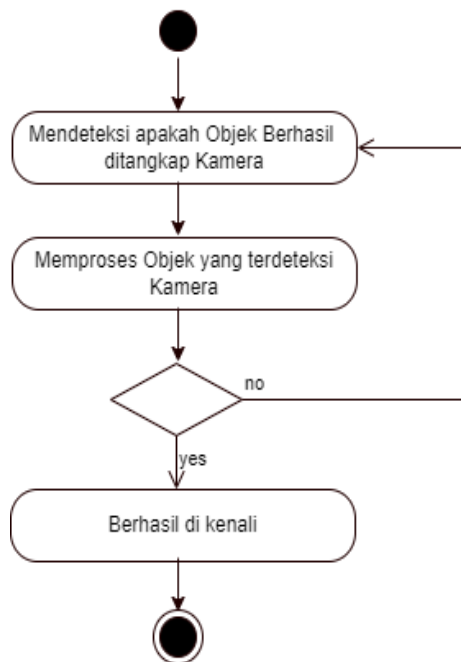 Mendeteksi apakah Objek Berhasil
ditangkap Kamera
Memproses Objek yang terdeteksi
Kamera
no
yes
Berhasil di kenali